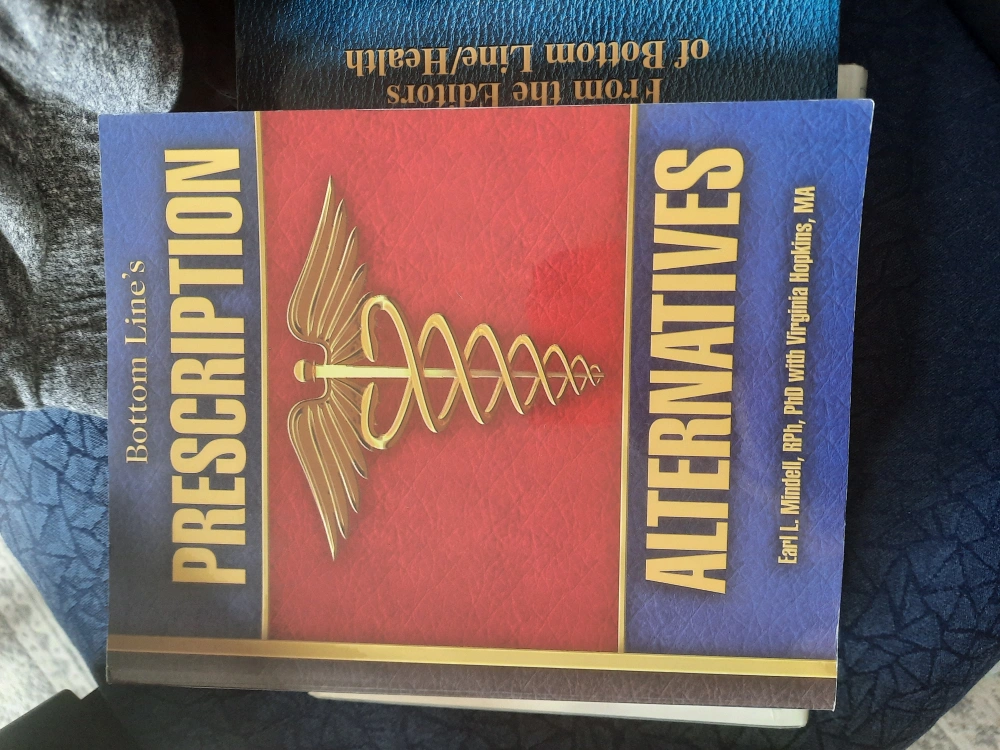 Bottom Line's
PRESCRIPTION
ALTERNATIVES
Earl L. Mindell, RPh, PhD with Virginia Hopkins, MA
From the Editors
of Bottom Line/Health